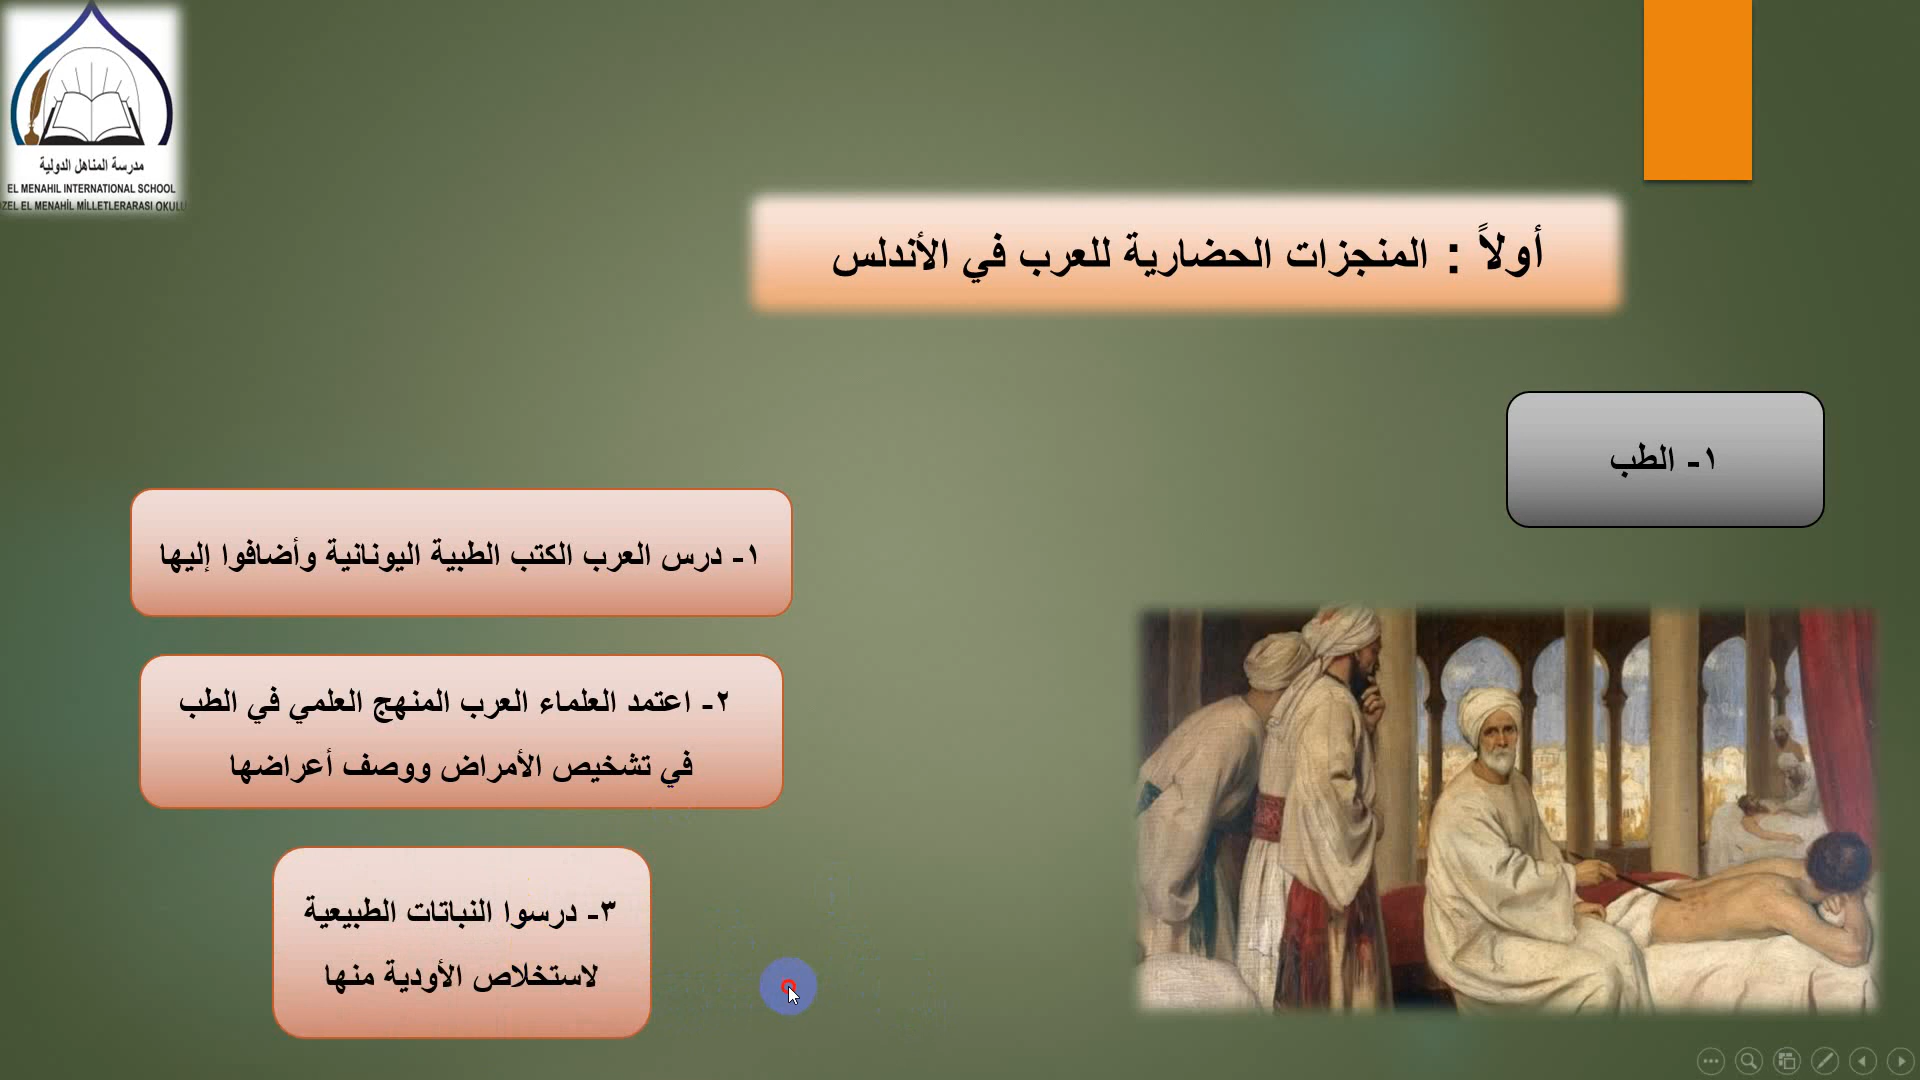 مدرسة المناهل الدولية
EL MENAHIL INTERNATIONAL SCHOOL
ZEL EL MENAHİL MİLLETLERARASI OKULU
أولاً : المنجزات الحضارية للعرب في الأندلس
١- الطب
١- درس العرب الكتب الطبية اليونانية وأضافوا إليها
٢- اعتمد العلماء العرب المنهج العلمي في الطب
في تشخيص الأمراض ووصف أعراضها
٣- درسوا النباتات الطبيعية
لاستخلاص الأودية منها